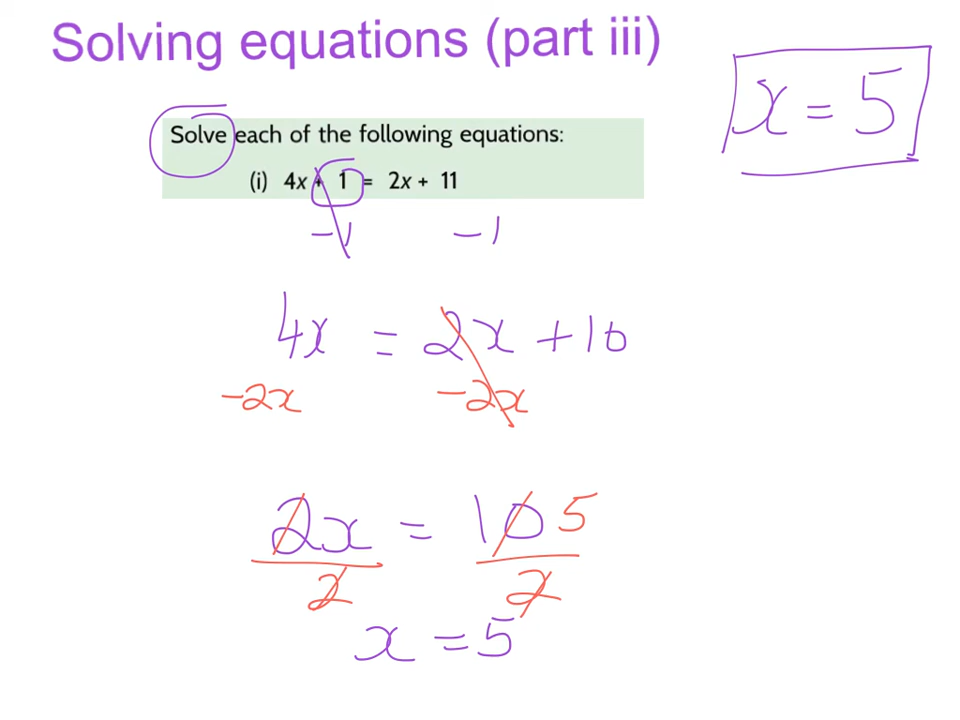 Solving equations (part iii)
x = 5
Solve each of the following equations:
(i) 4x + 1 = 2x + 11
-1 -1
4x = 2x + 10
-2x -2x
2x = 10 5
2 2
x = 5